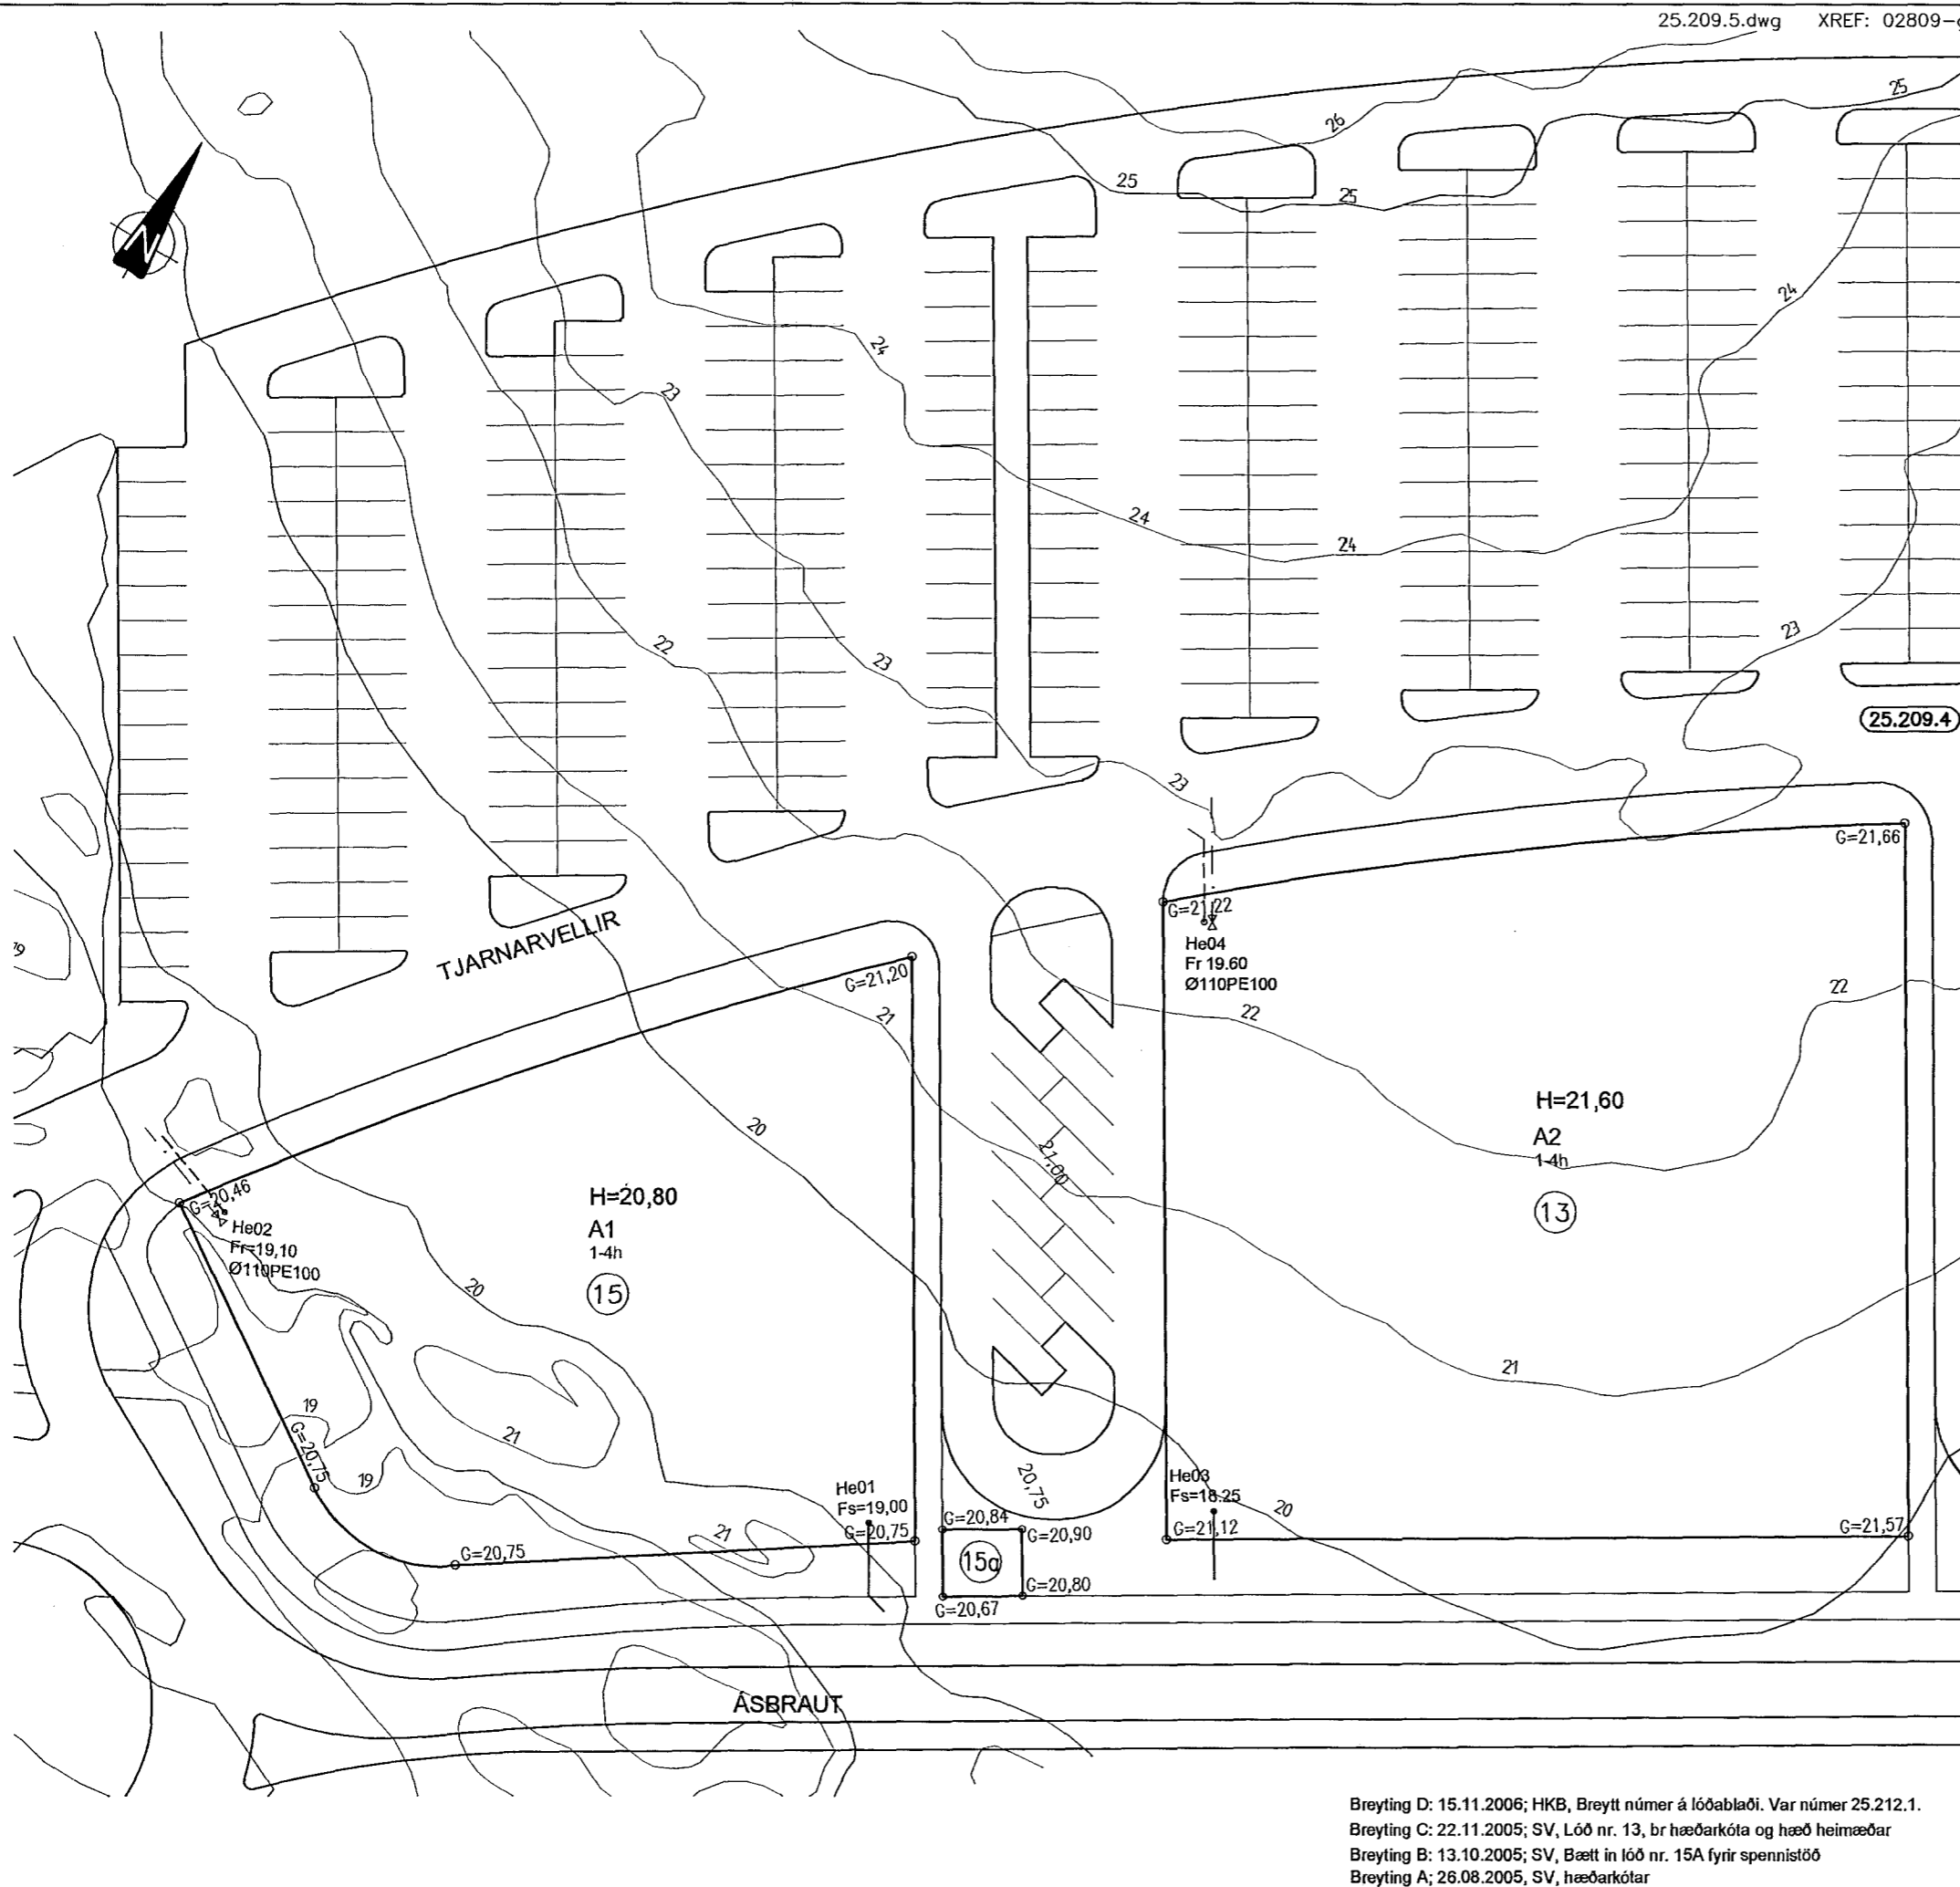 25.209.5.dwg XREF: 02809-
26
25
25
25
24
24
24
24
23
23
23
23
22
22
22
21
21
20
20
20
19
19
19
21
21
N
25.209.4
TJARNARVELLIR
G=21,20
G=21,66
G=21,22
He04
Fr 19.60
Ø110PE100
H=21,60
A2
1-4h
13
21,00
G=20,46
He02
Fr=19,10
Ø110PE100
H=20,80
A1
1-4h
15
G=20,75
He01
Fs=19,00
G=20,75
G=20,75
20,75
He03
Fs=18.25
G=21,12
G=21,57
G=20,84
G=20,90
15a
G=20,80
G=20,67
ÁSBRAUT
Breyting D: 15.11.2006; HKB, Breytt númer á lóðablaði. Var númer 25.212.1.
Breyting C: 22.11.2005; SV, Lóð nr. 13, br hæðarkóta og hæð heimæðar
Breyting B: 13.10.2005; SV, Bætt in lóð nr. 15A fyrir spennistöð
Breyting A; 26.08.2005, SV, hæðarkótar